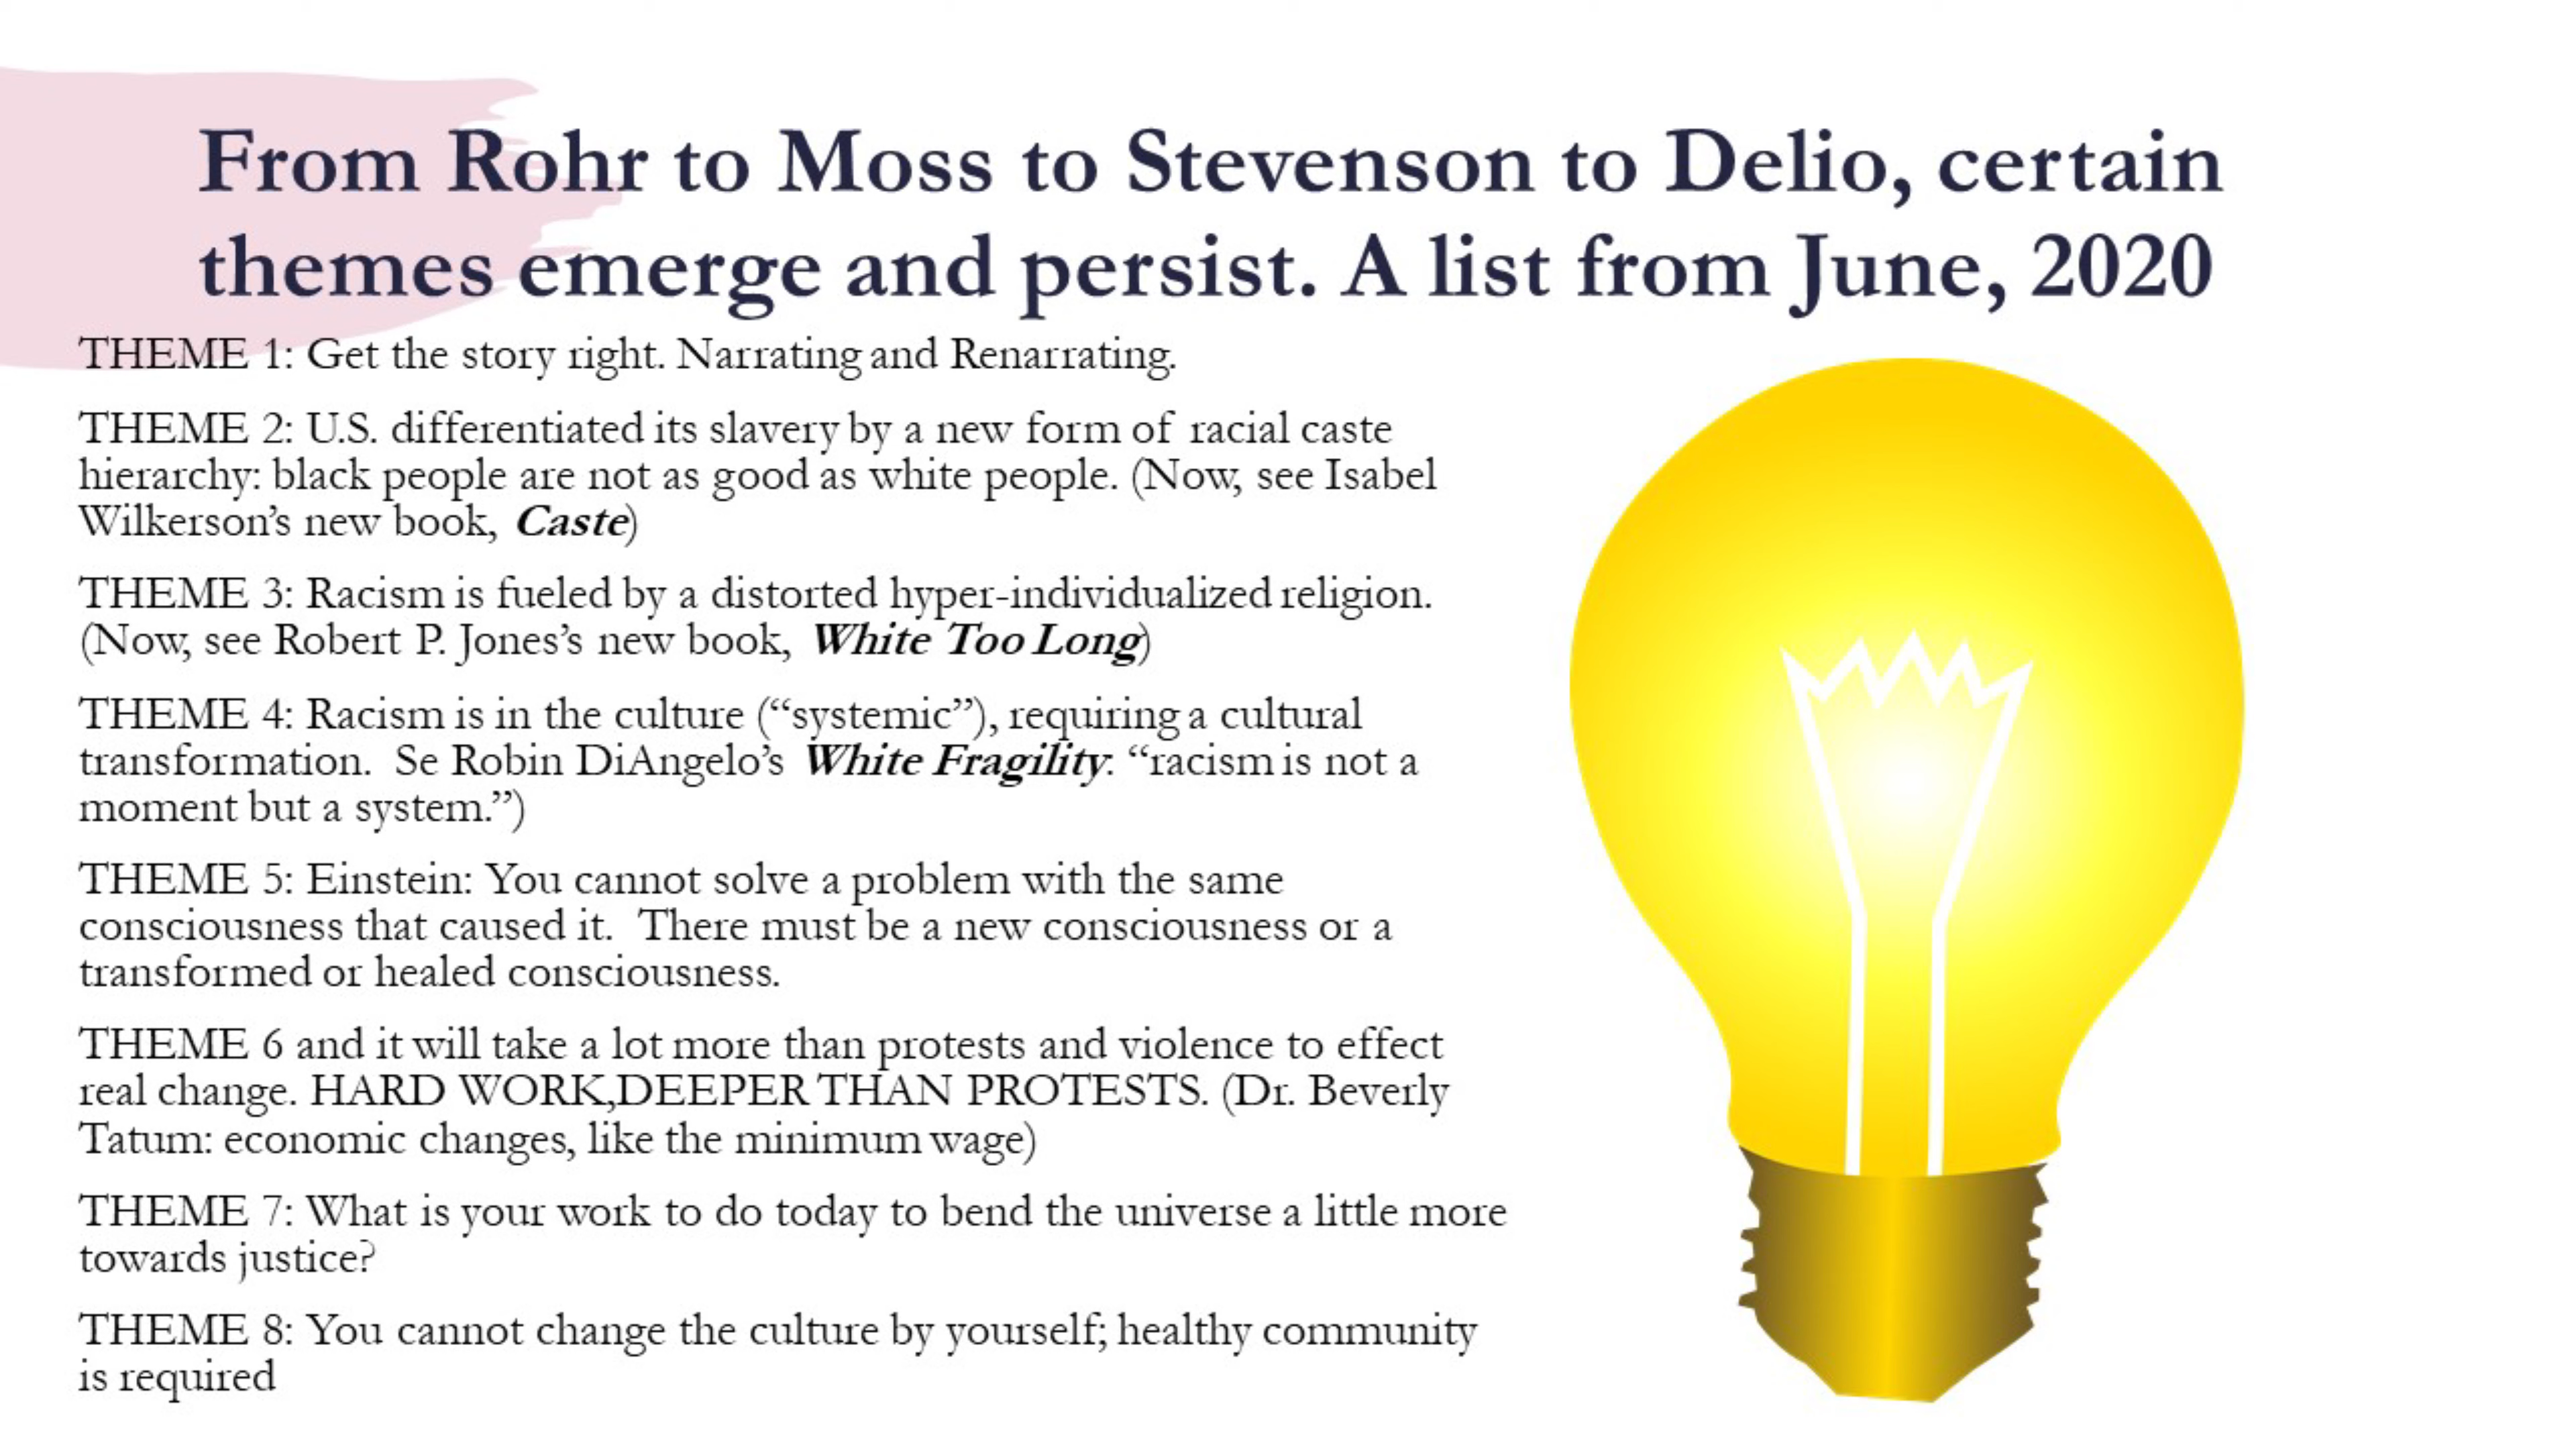 From Rohr to Moss to Stevenson to Delio, certain
themes emerge and persist. A list from June, 2020
THEME 1: Get the story right. Narrating and Renarrating.
THEME 2: U.S. differentiated its slavery by a new form of racial caste
hierarchy: black people are not as good as white people. (Now, see Isabel
Wilkerson’s new book, Caste)
THEME 3: Racism is fueled by a distorted hyper-individualized religion.
(Now, see Robert P. Jones’s new book, White Too Long)
THEME 4: Racism is in the culture (“systemic”), requiring a cultural
transformation. Se Robin DiAngelo’s White Fragility: “racism is not a
moment but a system.”)
THEME 5: Einstein: You cannot solve a problem with the same
consciousness that caused it. There must be a new consciousness or a
transformed or healed consciousness.
THEME 6 and it will take a lot more than protests and violence to effect
real change. HARD WORK,DEEPER THAN PROTESTS. (Dr. Beverly
Tatum: economic changes, like the minimum wage)
THEME 7: What is your work to do today to bend the universe a little more
towards justice?
THEME 8: You cannot change the culture by yourself; healthy community
is required